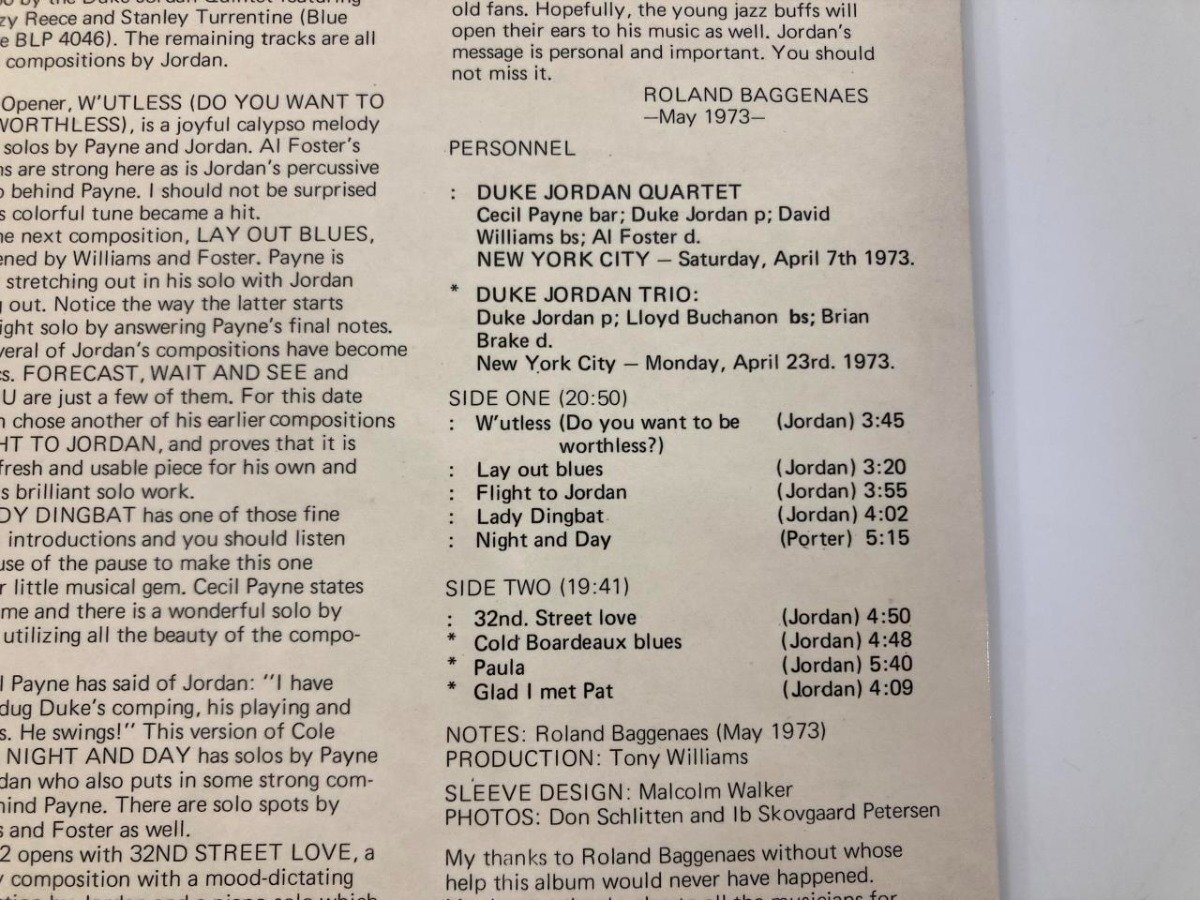 by the Duke Jordan Quintet featuring
zy Reece and Stanley Turrentine (Blue
e BLP 4046). The remaining tracks are all
compositions by Jordan.
Opener, W'UTLESS (DO YOU WANT TO
WORTHLESS), is a joyful calypso melody
solos by Payne and Jordan. Al Foster's
ns are strong here as is Jordan's percussive
o behind Payne. I should not be surprised
s colorful tune became a hit.
ne next composition, LAY OUT BLUES,
ened by Williams and Foster. Payne is
stretching out in his solo with Jordan
g out. Notice the way the latter starts
ight solo by answering Payne's final notes.
veral of Jordan's compositions have become
cs. FORECAST, WAIT AND SEE and
U are just a few of them. For this date
n chose another of his earlier compositions
HT TO JORDAN, and proves that it is
fresh and usable piece for his own and
s brilliant solo work.
DY DINGBAT has one of those fine
introductions and you should listen
use of the pause to make this one
r little musical gem. Cecil Payne states
me and there is a wonderful solo by
utilizing all the beauty of the compo-
l Payne has said of Jordan: "I have
dug Duke's comping, his playing and
s. He swings!" This version of Cole
NIGHT AND DAY has solos by Payne
dan who also puts in some strong com-
hind Payne. There are solo spots by
s and Foster as well.
2 opens with 32ND STREET LOVE, a
y composition with a mood-dictating
old fans. Hopefully, the young jazz buffs will
open their ears to his music as well. Jordan's
message is personal and important. You should
not miss it.
ROLAND BAGGENAES
—May 1973—
PERSONNEL
: DUKE JORDAN QUARTET
Cecil Payne bar; Duke Jordan p; David
Williams bs; Al Foster d.
NEW YORK CITY — Saturday, April 7th 1973.
* DUKE JORDAN TRIO:
Duke Jordan p; Lloyd Buchanon bs; Brian
Brake d.
New York City — Monday, April 23rd. 1973.
SIDE ONE (20:50)
: W'utless (Do you want to be (Jordan) 3:45
worthless?)
: Lay out blues (Jordan) 3:20
: Flight to Jordan (Jordan) 3:55
: Lady Dingbat (Jordan) 4:02
: Night and Day (Porter) 5:15
SIDE TWO (19:41)
: 32nd. Street love (Jordan) 4:50
* Cold Boardeaux blues (Jordan) 4:48
* Paula (Jordan) 5:40
* Glad I met Pat (Jordan) 4:09
NOTES: Roland Baggenaes (May 1973)
PRODUCTION: Tony Williams
SLEEVE DESIGN: Malcolm Walker
PHOTOS: Don Schlitten and Ib Skovgaard Petersen
My thanks to Roland Baggenaes without whose
help this album would never have happened.